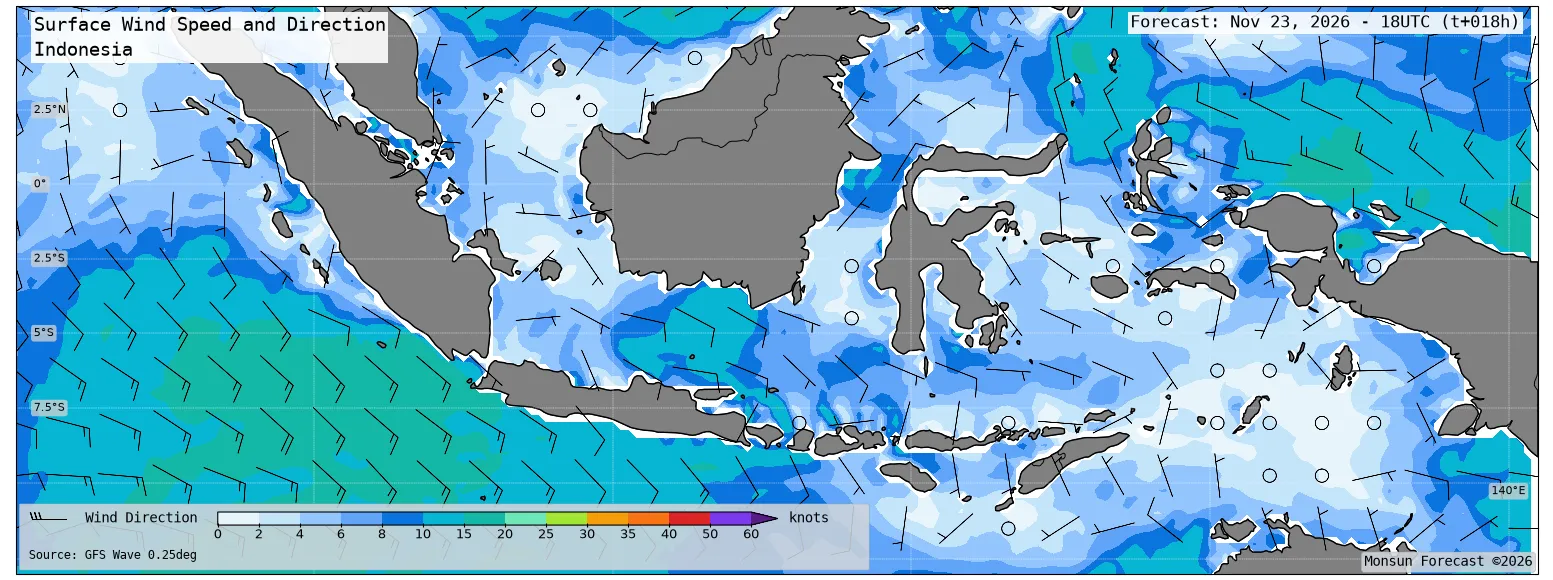 Surface Wind Speed and Direction
Indonesia
Forecast: Nov 23, 2026 - 18UTC (t+018h)
2.5°N
0°
2.5°S
5°S
7.5°S
140°E
Wind Direction
knots
0 2 4 6 8 10 15 20 25 30 35 40 50 60
Source: GFS Wave 0.25deg
Monsun Forecast ©2026